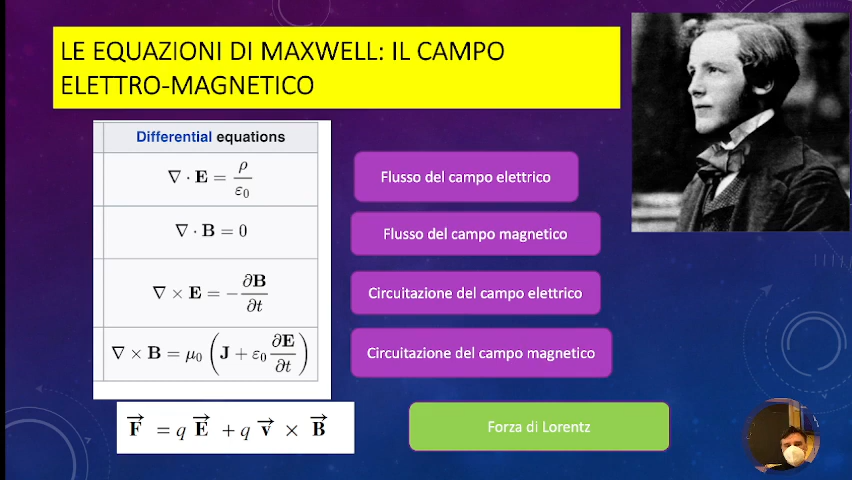 LE EQUAZIONI DI MAXWELL: IL CAMPO
ELETTRO-MAGNETICO
Differential equations
∇ · E = ρ/ε₀
Flusso del campo elettrico
∇ · B = 0
Flusso del campo magnetico
∇ × E = −∂B/∂t
Circuitazione del campo elettrico
∇ × B = μ₀ (J + ε₀ ∂E/∂t)
Circuitazione del campo magnetico
F⃗ = q E⃗ + q v⃗ × B⃗
Forza di Lorentz